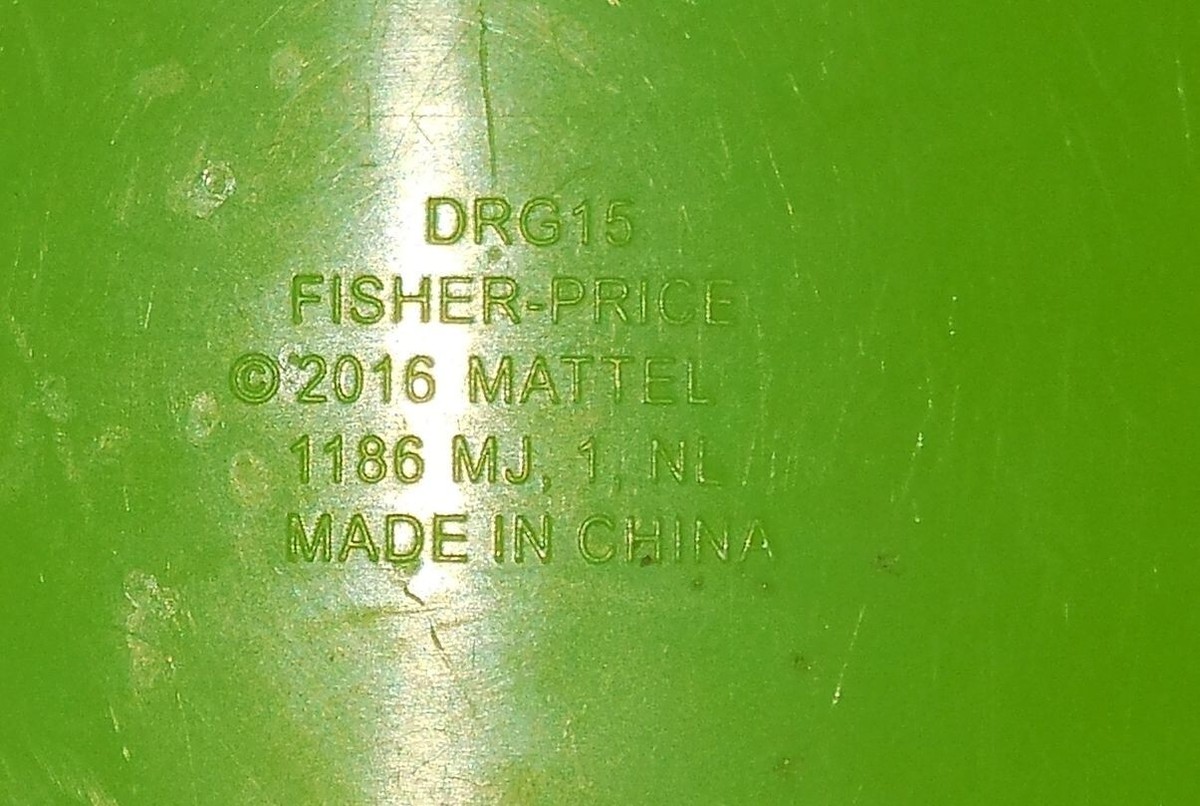 DRG15
FISHER-PRICE
©2016 MATTEL
1186 MJ, 1, NL
MADE IN CHINA